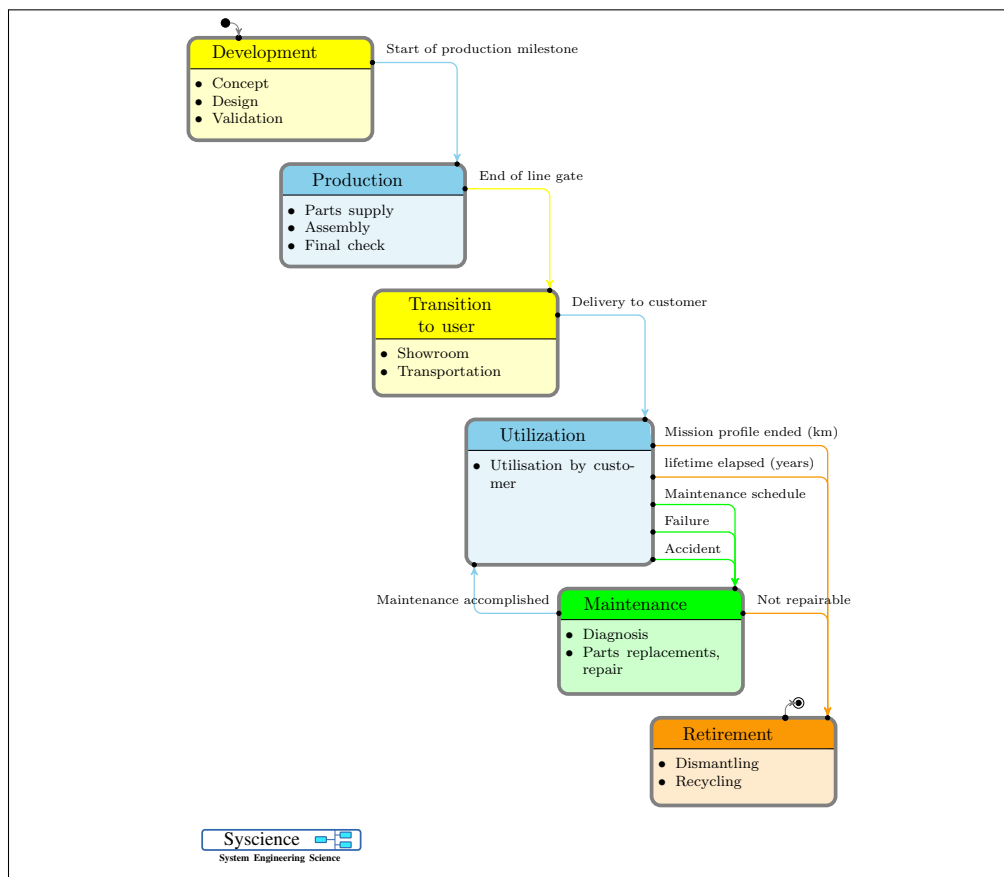 Development
Start of production milestone
● Concept
● Design
● Validation
Production
End of line gate
● Parts supply
● Assembly
● Final check
Transition
to user
Delivery to customer
● Showroom
● Transportation
Utilization
Mission profile ended (km)
● Utilisation by custo-
mer
lifetime elapsed (years)
Maintenance schedule
Failure
Accident
Maintenance accomplished
Maintenance
Not repairable
● Diagnosis
● Parts replacements,
repair
Retirement
● Dismantling
● Recycling
Syscience
System Engineering Science